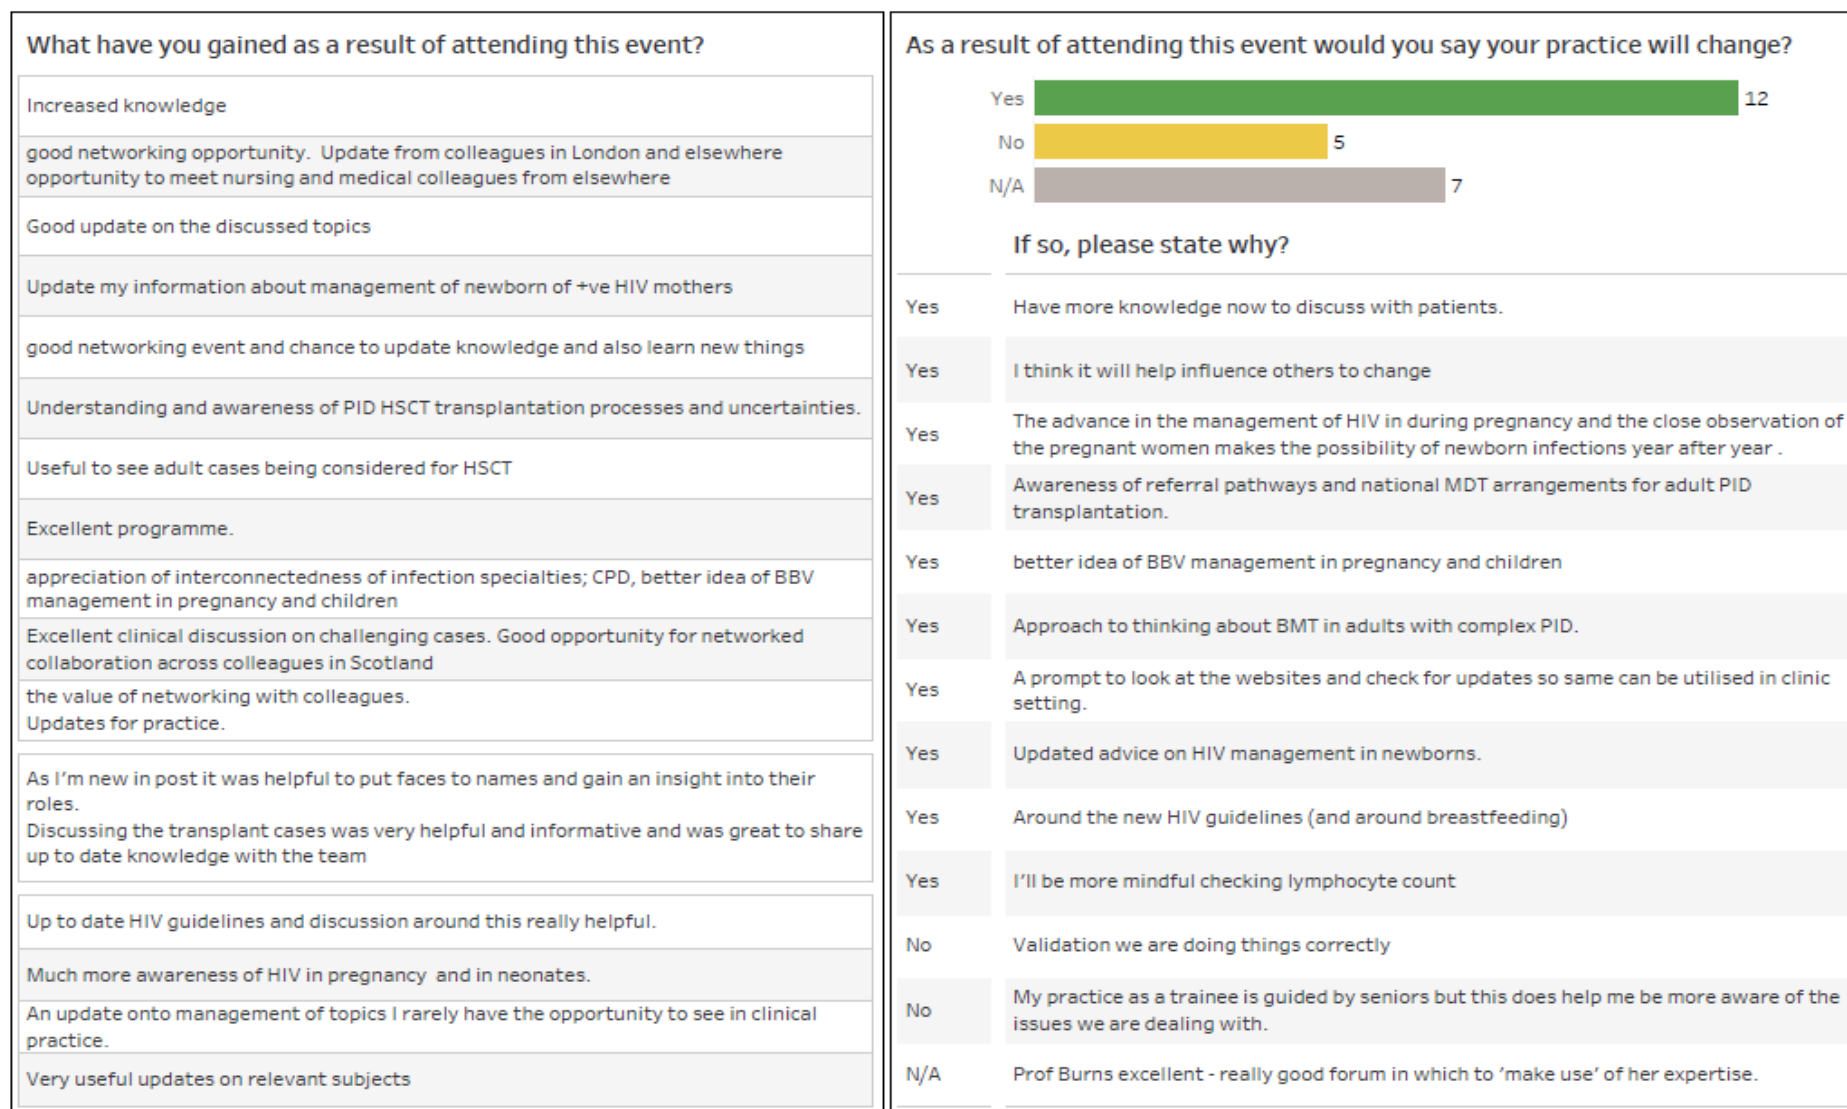 What have you gained as a result of attending this event?
Increased knowledge
good networking opportunity. Update from colleagues in London and elsewhere
opportunity to meet nursing and medical colleagues from elsewhere
Good update on the discussed topics
Update my information about management of newborn of +ve HIV mothers
good networking event and chance to update knowledge and also learn new things
Understanding and awareness of PID HSCT transplantation processes and uncertainties.
Useful to see adult cases being considered for HSCT
Excellent programme.
appreciation of interconnectedness of infection specialties; CPD, better idea of BBV
management in pregnancy and children
Excellent clinical discussion on challenging cases. Good opportunity for networked
collaboration across colleagues in Scotland
the value of networking with colleagues.
Updates for practice.
As I'm new in post it was helpful to put faces to names and gain an insight into their
roles.
Discussing the transplant cases was very helpful and informative and was great to share
up to date knowledge with the team
Up to date HIV guidelines and discussion around this really helpful.
Much more awareness of HIV in pregnancy and in neonates.
An update onto management of topics I rarely have the opportunity to see in clinical
practice.
Very useful updates on relevant subjects
As a result of attending this event would you say your practice will change?
Yes 12
No 5
N/A 7
If so, please state why?
Yes Have more knowledge now to discuss with patients.
Yes I think it will help influence others to change
Yes The advance in the management of HIV in during pregnancy and the close observation of
the pregnant women makes the possibility of newborn infections year after year .
Yes Awareness of referral pathways and national MDT arrangements for adult PID
transplantation.
Yes better idea of BBV management in pregnancy and children
Yes Approach to thinking about BMT in adults with complex PID.
Yes A prompt to look at the websites and check for updates so same can be utilised in clinic
setting.
Yes Updated advice on HIV management in newborns.
Yes Around the new HIV guidelines (and around breastfeeding)
Yes I'll be more mindful checking lymphocyte count
No Validation we are doing things correctly
No My practice as a trainee is guided by seniors but this does help me be more aware of the
issues we are dealing with.
N/A Prof Burns excellent - really good forum in which to 'make use' of her expertise.